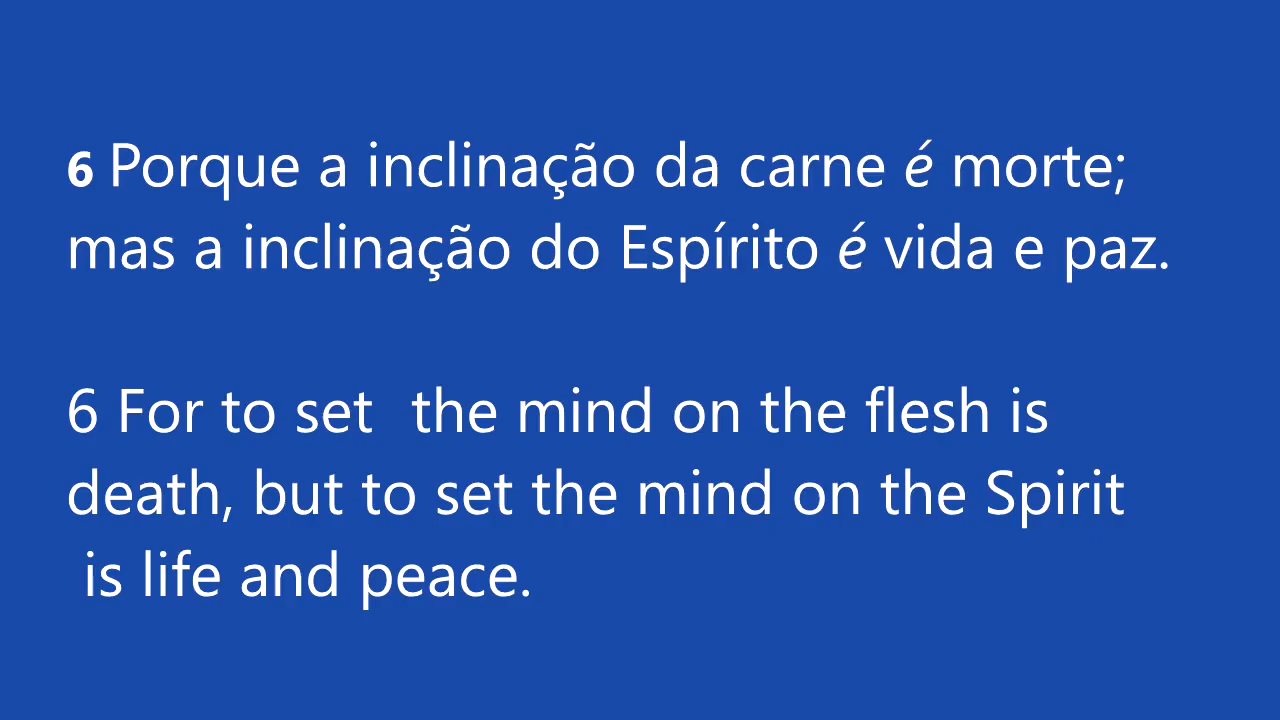 6 Porque a inclinação da carne é morte;
mas a inclinação do Espírito é vida e paz.
6 For to set  the mind on the flesh is
death, but to set the mind on the Spirit
is life and peace.